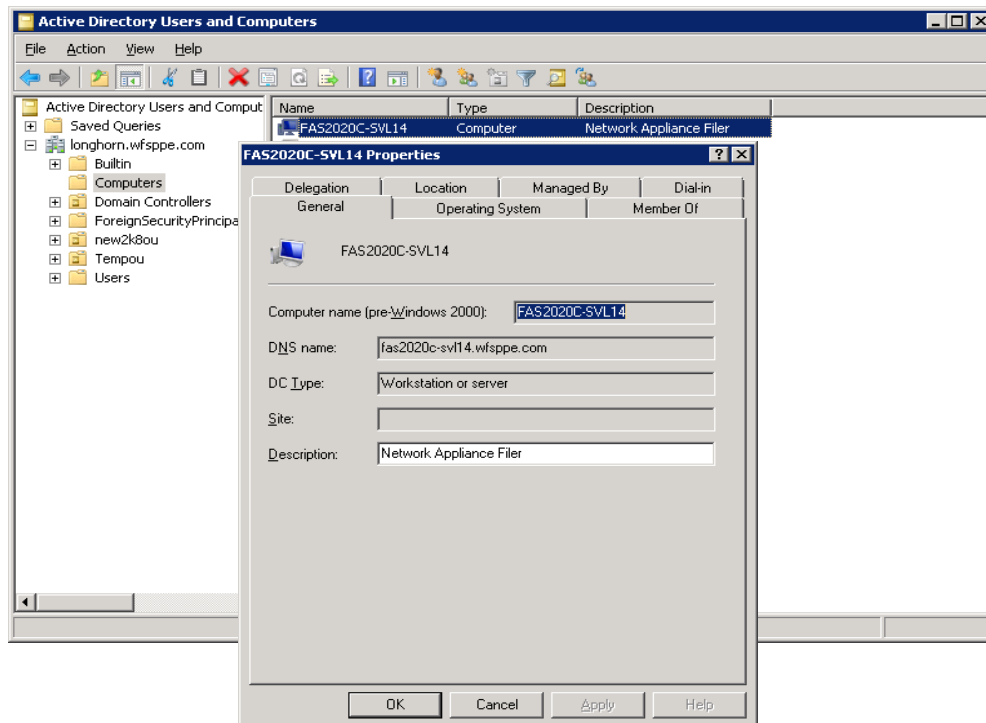 Active Directory Users and Computers
File Action View Help
Active Directory Users and Comput
Saved Queries
longhorn.wfsppe.com
Builtin
Computers
Domain Controllers
ForeignSecurityPrincipa
new2k8ou
Tempou
Users
Name Type Description
FAS2020C-SVL14 Computer Network Appliance Filer
FAS2020C-SVL14 Properties
Delegation Location Managed By Dial-in
General Operating System Member Of
FAS2020C-SVL14
Computer name (pre-Windows 2000): FAS2020C-SVL14
DNS name: fas2020c-svl14.wfsppe.com
DC Type: Workstation or server
Site:
Description: Network Appliance Filer
OK Cancel Apply Help